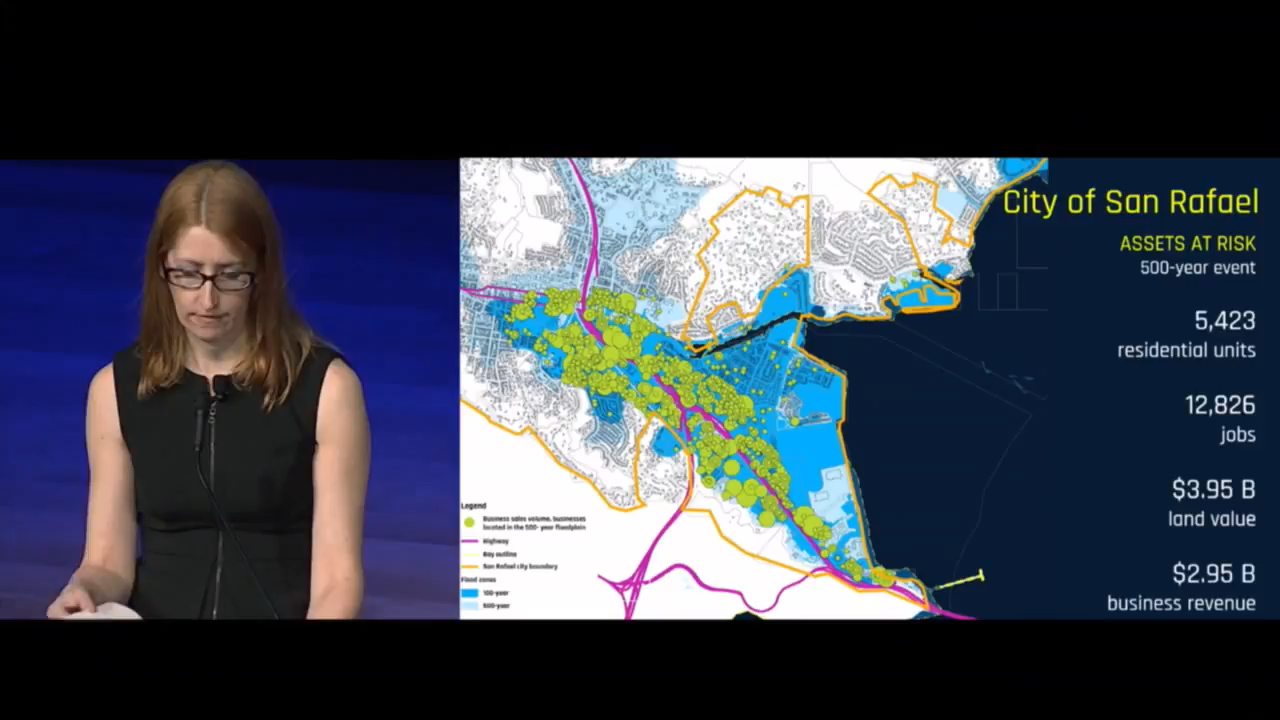 City of San Rafael
ASSETS AT RISK
500-year event
5,423
residential units
12,826
jobs
$3.95 B
land value
$2.95 B
business revenue
Legend
Business sales volume, businesses
located in the 500- year floodplain
Highway
Bay outline
San Rafael city boundary
Flood zones
100-year
500-year